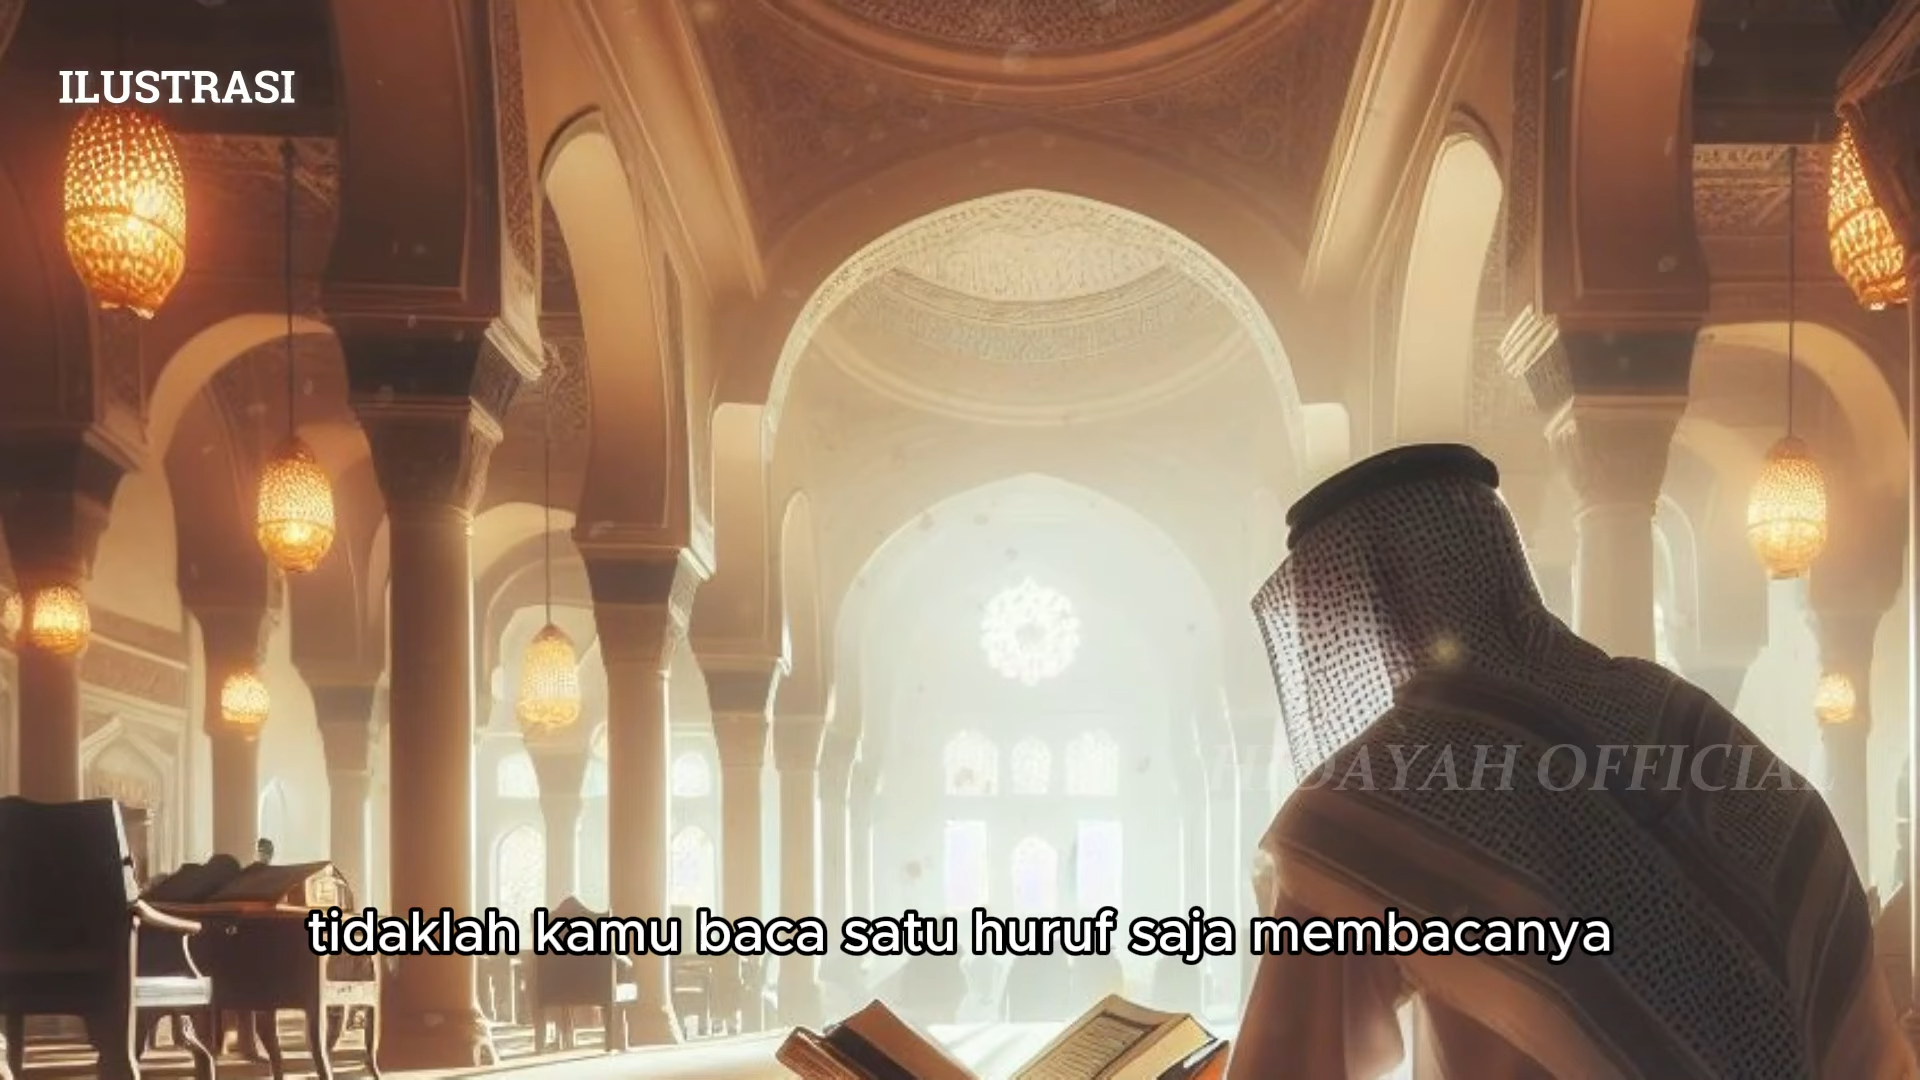 ILUSTRASI
HIDAYAH OFFICIAL
tidaklah kamu baca satu huruf saja membacanya